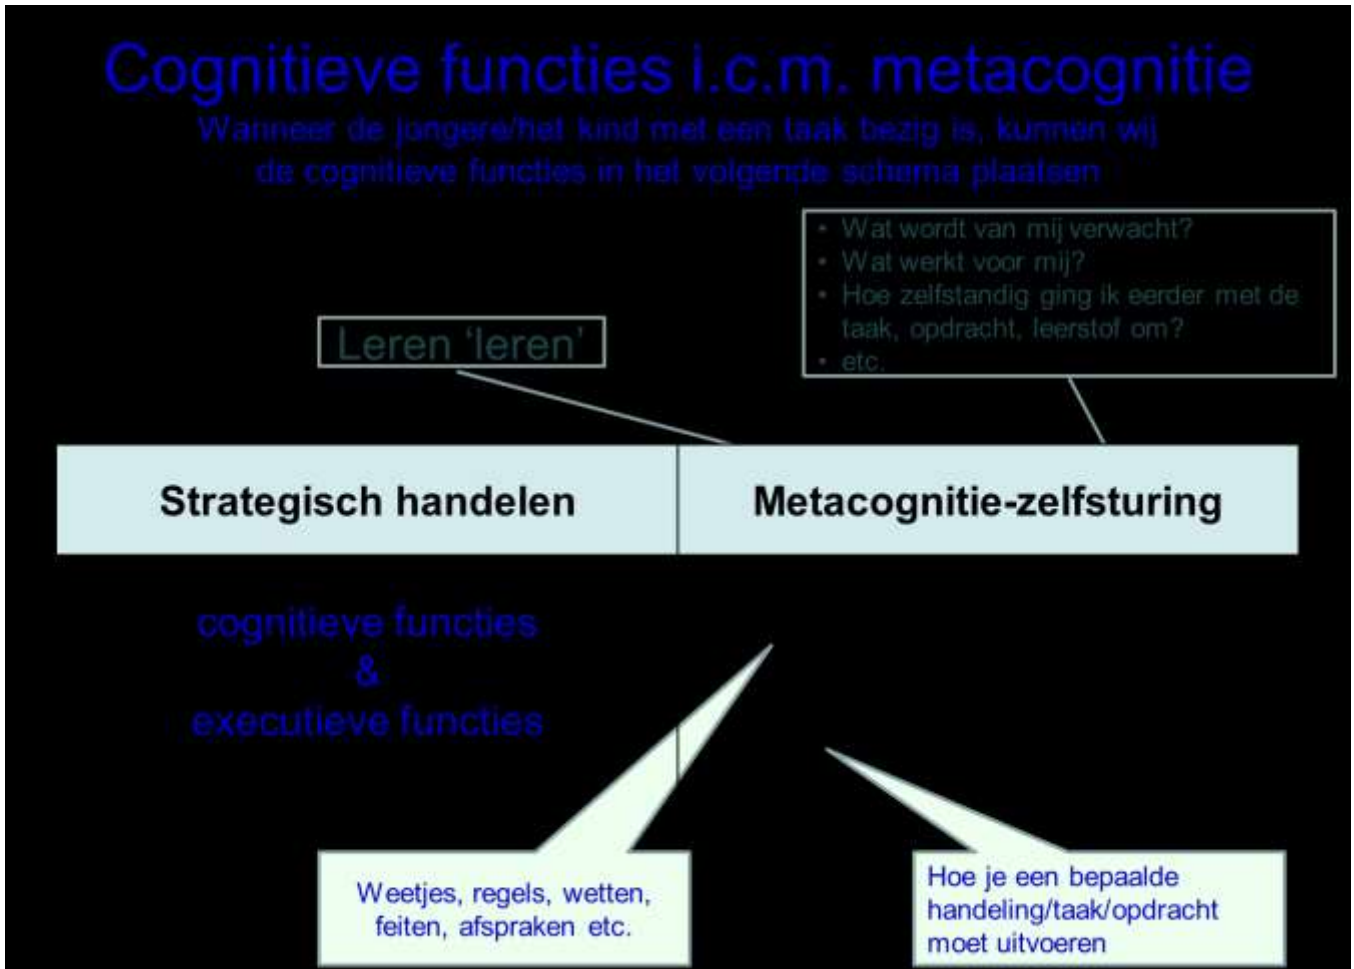 Cognitieve functies i.c.m. metacognitie
Wanneer de jongere/het kind met een taak bezig is, kunnen wij
de cognitieve functies in het volgende schema plaatsen
• Wat wordt van mij verwacht?
• Wat werkt voor mij?
• Hoe zelfstandig ging ik eerder met de
taak, opdracht, leerstof om?
• etc.
Leren ‘leren’
Strategisch handelen
Metacognitie-zelfsturing
cognitieve functies
&
executieve functies
Weetjes, regels, wetten,
feiten, afspraken etc.
Hoe je een bepaalde
handeling/taak/opdracht
moet uitvoeren